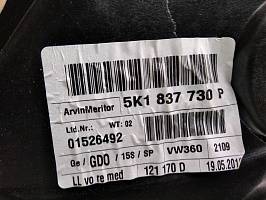 ArvinMeritor 5K1 837 730 P
Ltd.Nr.: WT: 02
01526492 VW360 2109
Ge / GDO / 158 / SP 19.05.201
LL vo re med 121 170 D